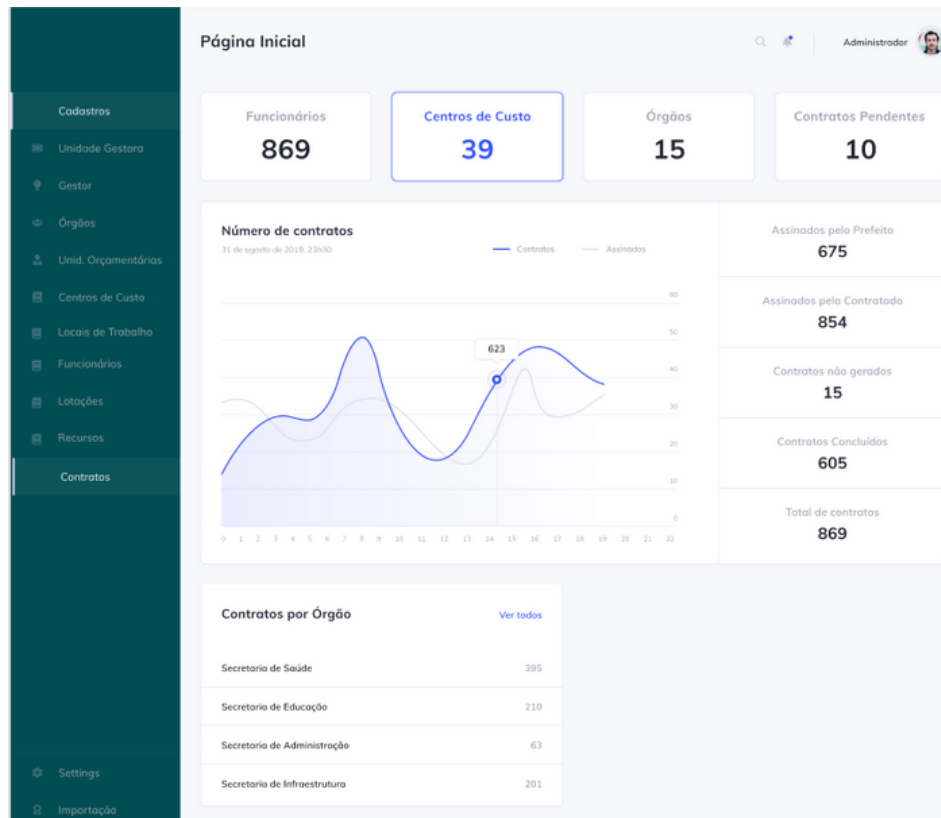 Página Inicial
Administrador
Cadastros
Unidade Gestora
Gestor
Órgãos
Unid. Orçamentárias
Centros de Custo
Locais de Trabalho
Funcionários
Lotações
Recursos
Contratos
Settings
Importação
Funcionários
869
Centros de Custo
39
Órgãos
15
Contratos Pendentes
10
Número de contratos
31 de agosto de 2019, 23h30
Contratos
Assinados
60
50
40
30
20
10
0
623
0 1 2 3 4 5 6 7 8 9 10 11 12 13 14 15 16 17 18 19 20 21 22
Assinados pelo Prefeito
675
Assinados pelo Contratado
854
Contratos não gerados
15
Contratos Concluídos
605
Total de contratos
869
Contratos por Órgão
Ver todos
Secretaria de Saúde 395
Secretaria de Educação 210
Secretaria de Administração 63
Secretaria de Infraestrutura 201